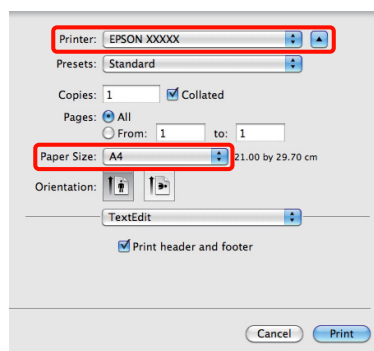 Printer: EPSON XXXXX
Presets: Standard
Copies: 1 Collated
Pages: All
From: 1 to: 1
Paper Size: A4 21.00 by 29.70 cm
Orientation:
TextEdit
Print header and footer
Cancel Print